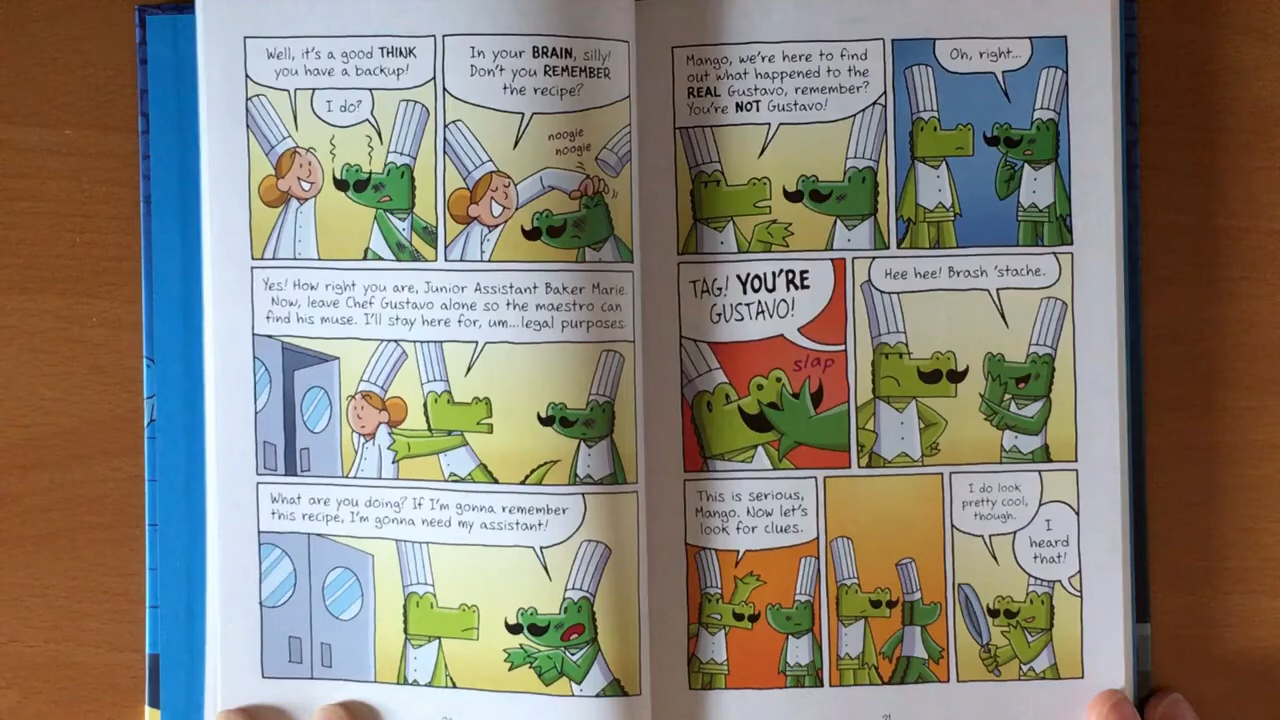 Well, it's a good THINK
you have a backup!
I do?
In your BRAIN, silly!
Don't you REMEMBER
the recipe?
noogie
noogie
Yes! How right you are, Junior Assistant Baker Marie.
Now, leave Chef Gustavo alone so the maestro can
find his muse. I'll stay here for, um...legal purposes.
What are you doing? If I'm gonna remember
this recipe, I'm gonna need my assistant!
Mango, we're here to find
out what happened to the
REAL Gustavo, remember?
You're NOT Gustavo!
Oh, right...
TAG! YOU'RE
GUSTAVO!
slap
Hee hee! Brash 'stache.
This is serious,
Mango. Now let's
look for clues.
I do look
pretty cool,
though.
I
heard
that!